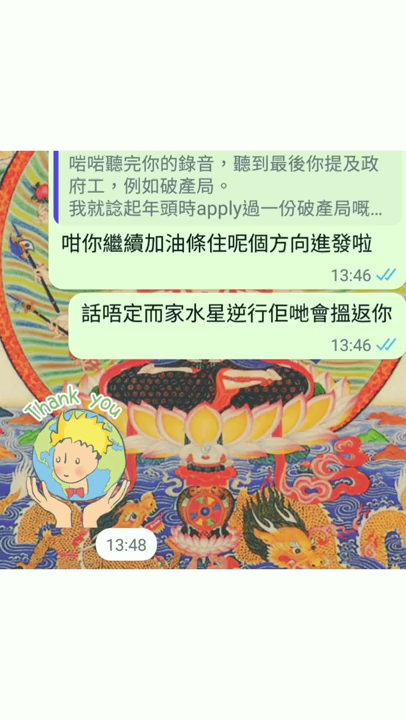 啱啱聽完你的錄音，聽到最後你提及政
府工，例如破產局。
我就諗起年頭時apply過一份破產局嘅...
咁你繼續加油條住呢個方向進發啦
13:46
話唔定而家水星逆行佢哋會搵返你
13:46
Thank you
13:48